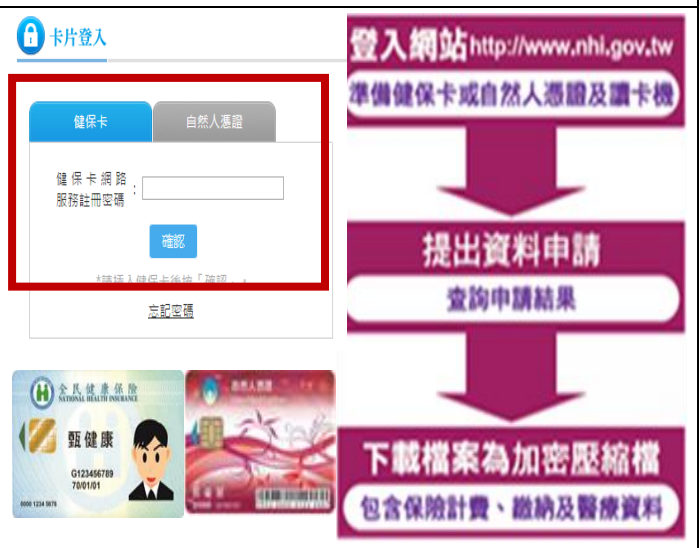 卡片登入
健保卡
自然人憑證
健保卡網路
服務註冊密碼：
確認
忘記密碼
全民健康保險
NATIONAL HEALTH INSURANCE
甄健康
G123456789
70/01/01
0000 1234 5678
自然人憑證
登入網站http://www.nhi.gov.tw
準備健保卡或自然人憑證及讀卡機
提出資料申請
查詢申請結果
下載檔案為加密壓縮檔
包含保險計費、繳納及醫療資料